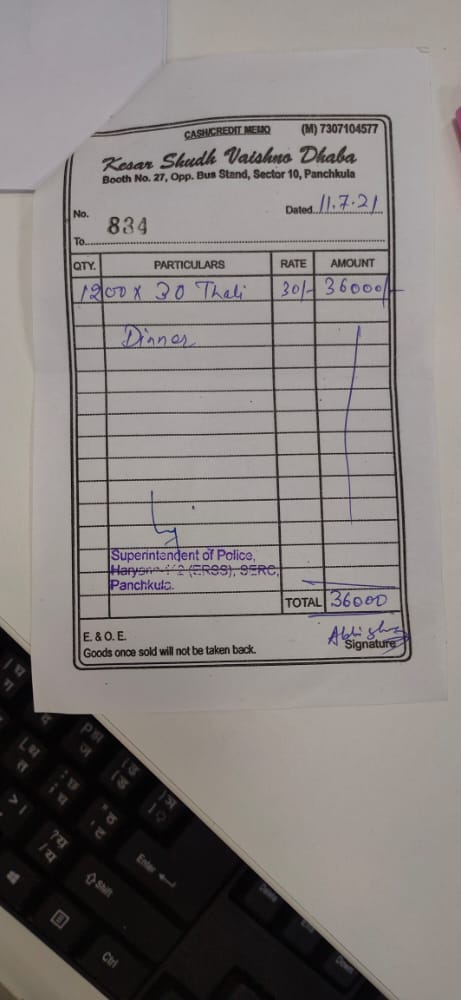 CASH/CREDIT MEMO (M) 7307104577
Kesar Shudh Vaishno Dhaba
Booth No. 27, Opp. Bus Stand, Sector 10, Panchkula
No. 834 Dated 11.7.21
To
QTY. PARTICULARS RATE AMOUNT
1200 x 30 Thali 30/- 36000/-
Dinner
Superintendent of Police,
(ERSS), SERC,
Panchkula.
TOTAL 36000
E. & O. E.
Goods once sold will not be taken back.
Signature
Enter
Shift
Ctrl